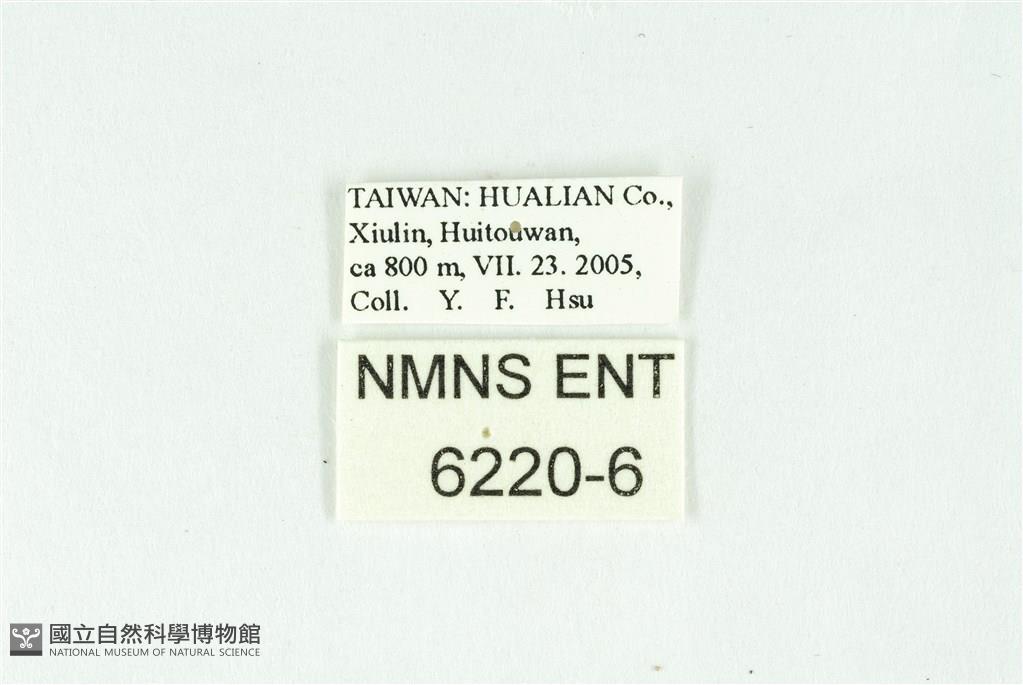 TAIWAN: HUALIAN Co.,
Xiulin, Huitouwan,
ca 800 m, VII. 23. 2005,
Coll. Y. F. Hsu
NMNS ENT
6220-6
國立自然科學博物館
NATIONAL MUSEUM OF NATURAL SCIENCE